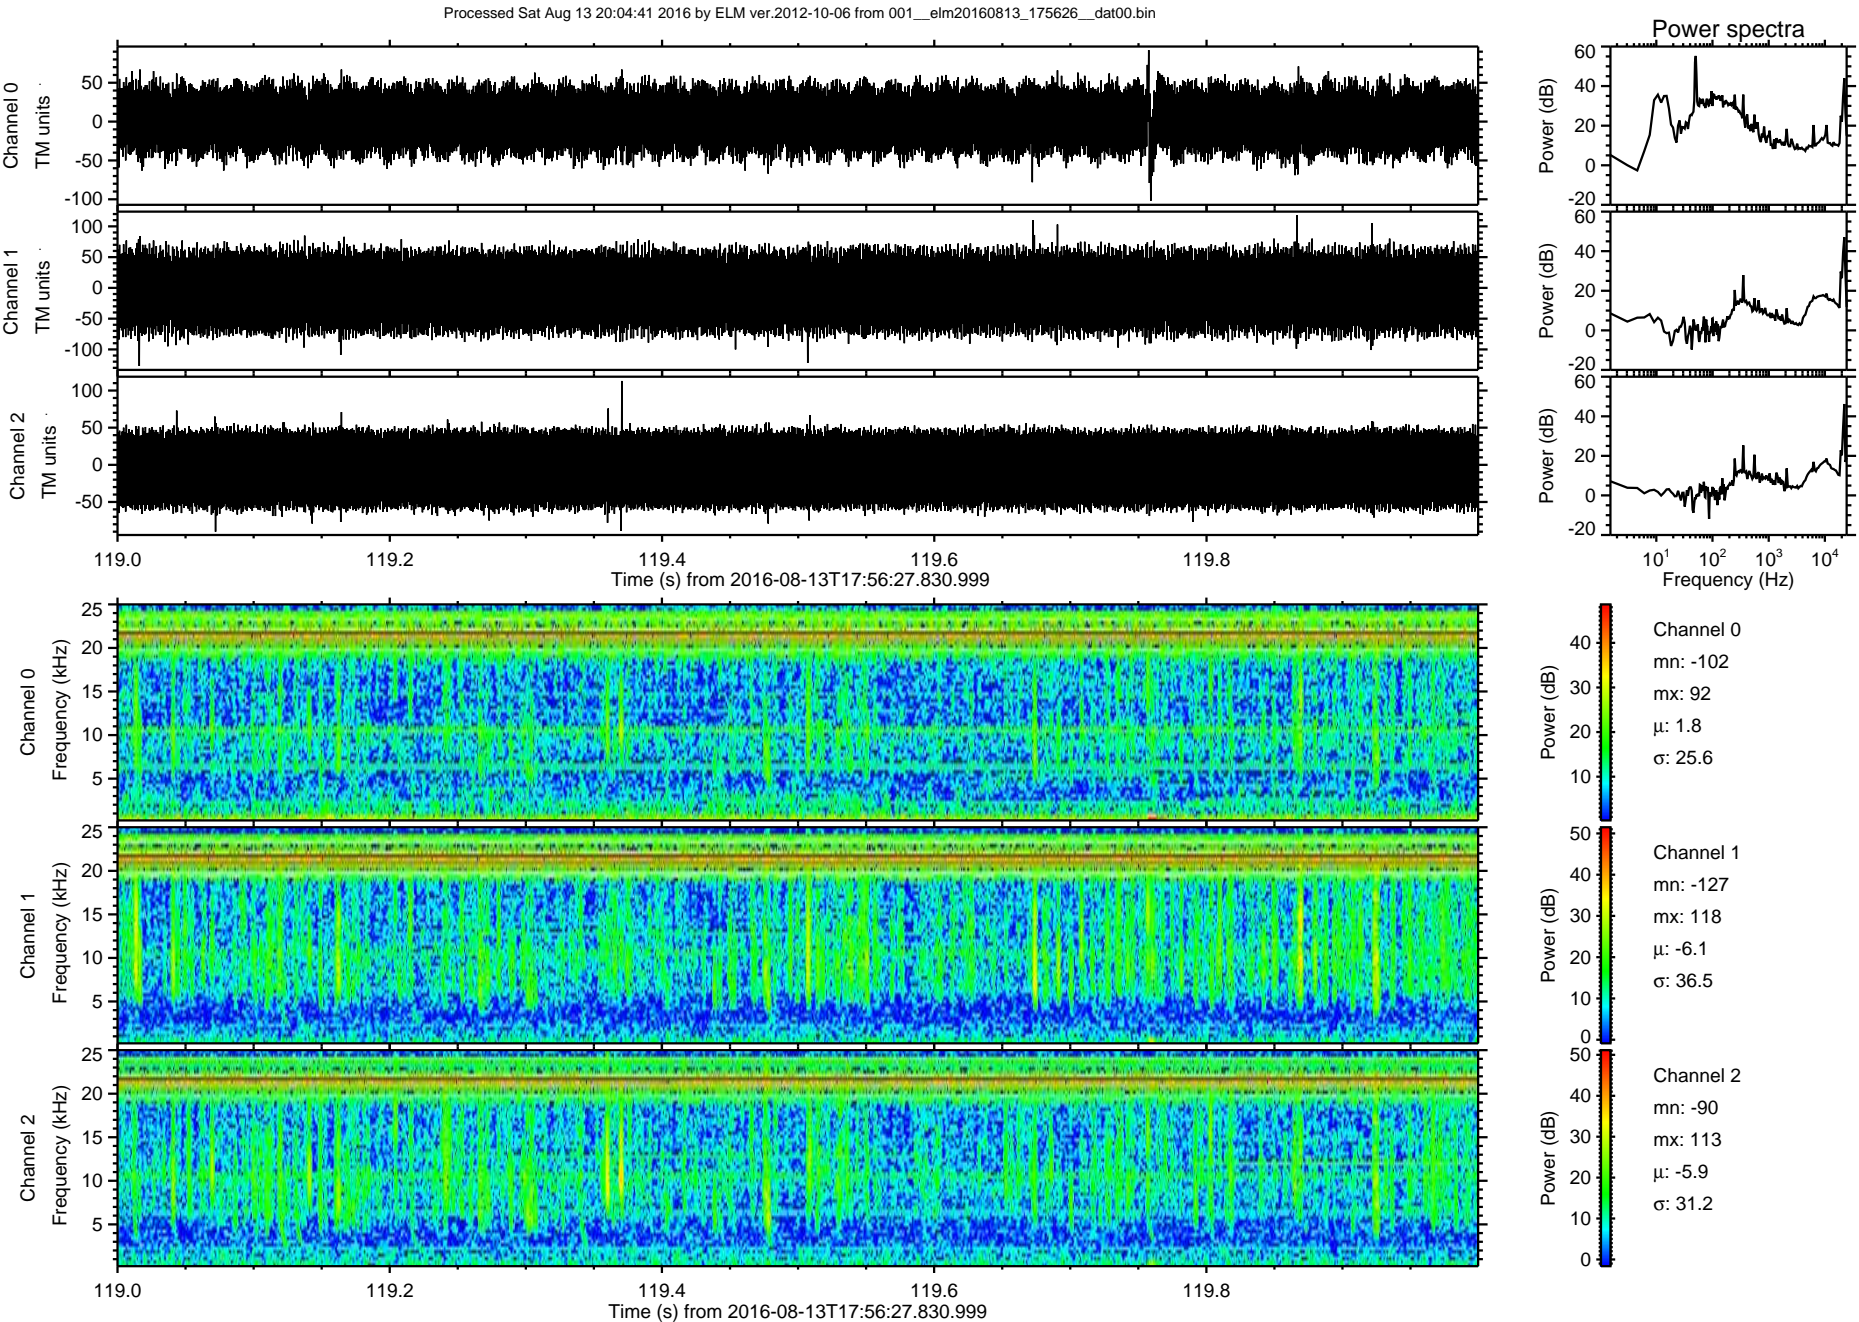 Processed Sat Aug 13 20:04:41 2016 by ELM ver.2012-10-06 from 001__elm20160813_175626__dat00.bin
Power spectra
Channel 0
TM units
50
0
-50
-100
Power (dB)
60
40
20
0
-20
Channel 1
TM units
100
50
0
-50
-100
Power (dB)
60
40
20
0
-20
Channel 2
TM units
100
50
0
-50
Power (dB)
60
40
20
0
-20
119.0 119.2 119.4 119.6 119.8
Time (s) from 2016-08-13T17:56:27.830.999
10¹ 10² 10³ 10⁴
Frequency (Hz)
Channel 0
Frequency (kHz)
25
20
15
10
5
Power (dB)
40
30
20
10
Channel 0
mn: -102
mx: 92
μ: 1.8
σ: 25.6
Channel 1
Frequency (kHz)
25
20
15
10
5
Power (dB)
50
40
30
20
10
0
Channel 1
mn: -127
mx: 118
μ: -6.1
σ: 36.5
Channel 2
Frequency (kHz)
25
20
15
10
5
Power (dB)
50
40
30
20
10
0
Channel 2
mn: -90
mx: 113
μ: -5.9
σ: 31.2
119.0 119.2 119.4 119.6 119.8
Time (s) from 2016-08-13T17:56:27.830.999